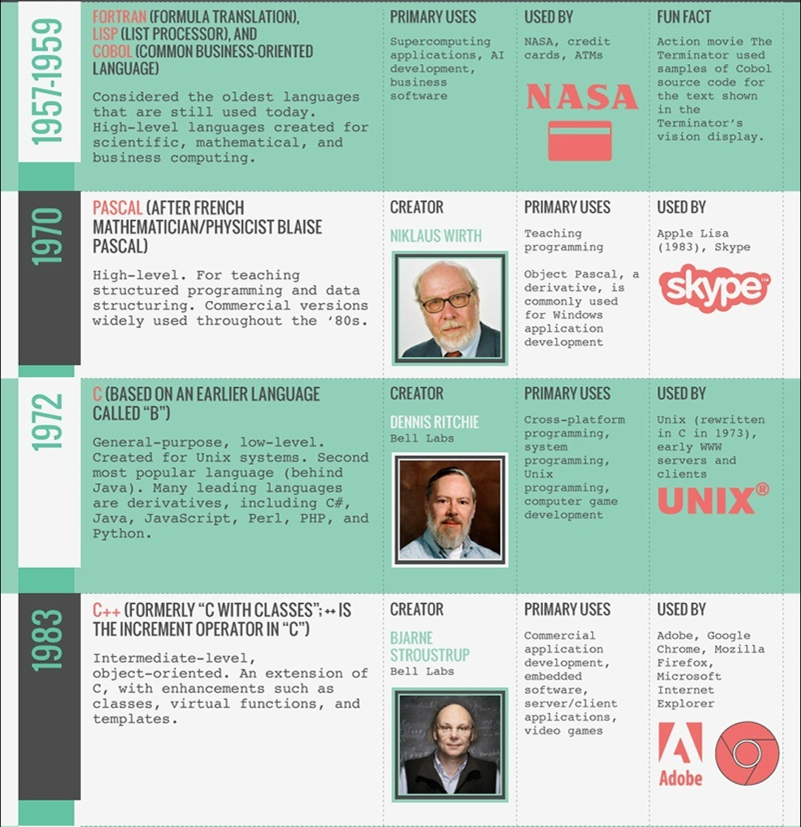 1957-1959
FORTRAN (FORMULA TRANSLATION),
LISP (LIST PROCESSOR), AND
COBOL (COMMON BUSINESS-ORIENTED
LANGUAGE)
Considered the oldest languages
that are still used today.
High-level languages created for
scientific, mathematical, and
business computing.
PRIMARY USES
Supercomputing
applications, AI
development,
business
software
USED BY
NASA, credit
cards, ATMs
NASA
FUN FACT
Action movie The
Terminator used
samples of Cobol
source code for
the text shown
in the
Terminator's
vision display.
1970
PASCAL (AFTER FRENCH
MATHEMATICIAN/PHYSICIST BLAISE
PASCAL)
High-level. For teaching
structured programming and data
structuring. Commercial versions
widely used throughout the '80s.
CREATOR
NIKLAUS WIRTH
PRIMARY USES
Teaching
programming
Object Pascal, a
derivative, is
commonly used
for Windows
application
development
USED BY
Apple Lisa
(1983), Skype
skype™
1972
C (BASED ON AN EARLIER LANGUAGE
CALLED "B")
General-purpose, low-level.
Created for Unix systems. Second
most popular language (behind
Java). Many leading languages
are derivatives, including C#,
Java, JavaScript, Perl, PHP, and
Python.
CREATOR
DENNIS RITCHIE
Bell Labs
PRIMARY USES
Cross-platform
programming,
system
programming,
Unix
programming,
computer game
development
USED BY
Unix (rewritten
in C in 1973),
early WWW
servers and
clients
UNIX®
1983
C++ (FORMERLY "C WITH CLASSES"; ++ IS
THE INCREMENT OPERATOR IN "C")
Intermediate-level,
object-oriented. An extension of
C, with enhancements such as
classes, virtual functions, and
templates.
CREATOR
BJARNE
STROUSTRUP
Bell Labs
PRIMARY USES
Commercial
application
development,
embedded
software,
server/client
applications,
video games
USED BY
Adobe, Google
Chrome, Mozilla
Firefox,
Microsoft
Internet
Explorer
Adobe